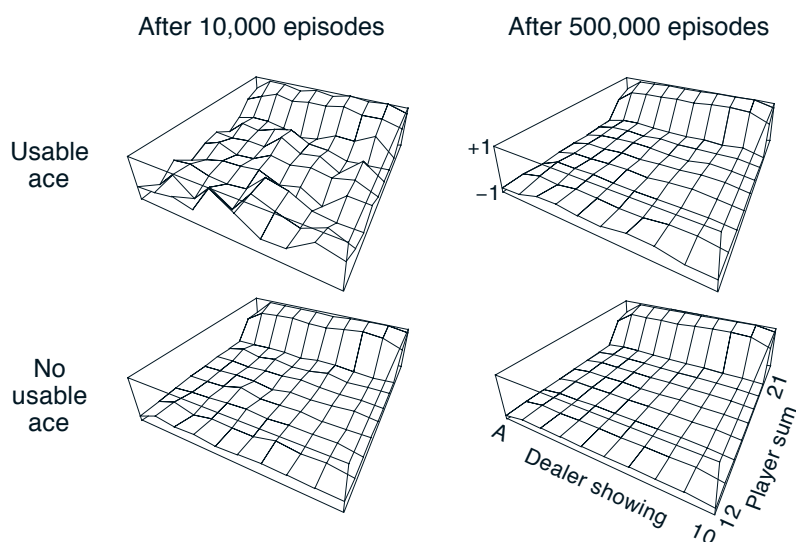 After 10,000 episodes
After 500,000 episodes
Usable
ace
+1
−1
No
usable
ace
A
Dealer showing
10
12
Player sum
21